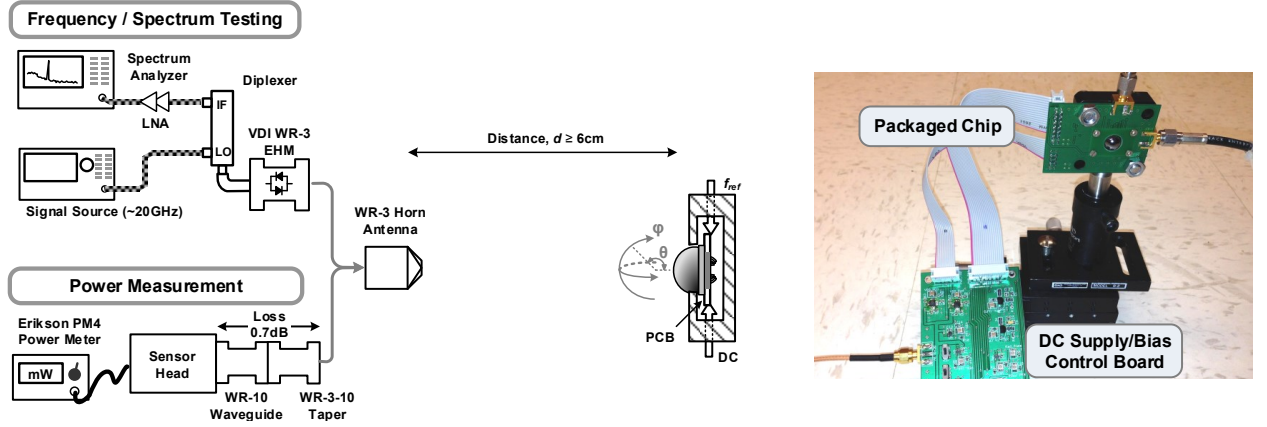 Frequency / Spectrum Testing
Spectrum
Analyzer
Diplexer
IF
LNA
VDI WR-3
EHM
LO
Signal Source (~20GHz)
WR-3 Horn
Antenna
Distance, d ≥ 6cm
fref
φ
θ
PCB
DC
Power Measurement
Loss
0.7dB
Erikson PM4
Power Meter
mW
Sensor
Head
WR-10
Waveguide
WR-3-10
Taper
Packaged Chip
DC Supply/Bias
Control Board